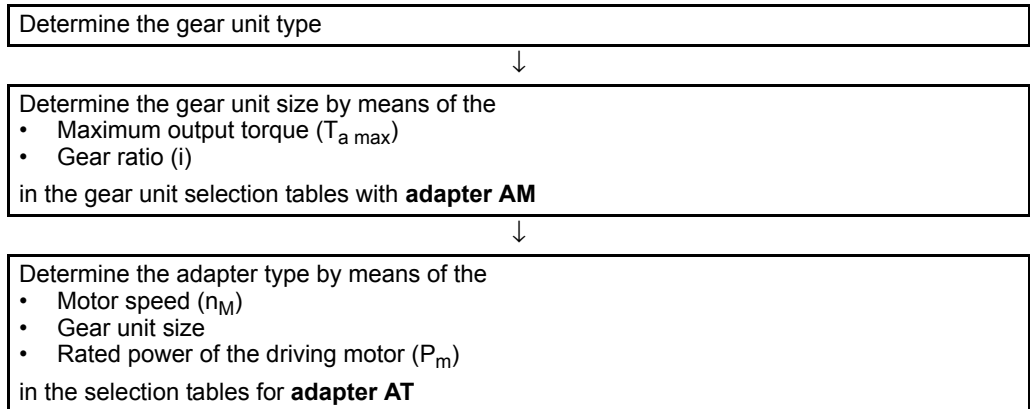 Determine the gear unit type
↓
Determine the gear unit size by means of the
• Maximum output torque (Ta max)
• Gear ratio (i)
in the gear unit selection tables with adapter AM
↓
Determine the adapter type by means of the
• Motor speed (nM)
• Gear unit size
• Rated power of the driving motor (Pm)
in the selection tables for adapter AT